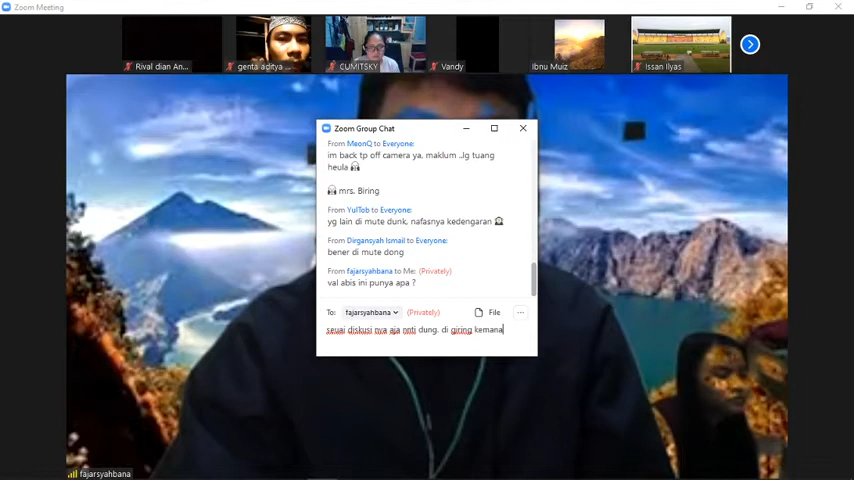 Zoom Meeting
Rival dian An...
genta aditya ...
CUMITSKY
Vandy
Ibnu Muiz
Issan Ilyas
Zoom Group Chat
From MeonQ to Everyone:
im back tp off camera ya, maklum ..lg tuang
heula
mrs. Biring
From YulTob to Everyone:
yg lain di mute dunk, nafasnya kedengaran
From Dirgansyah Ismail to Everyone:
bener di mute dong
From fajarsyahbana to Me: (Privately)
val abis ini punya apa ?
To: fajarsyahbana (Privately) File ...
seuai diskusi nya aja nnti dung. di giring kemana
fajarsyahbana